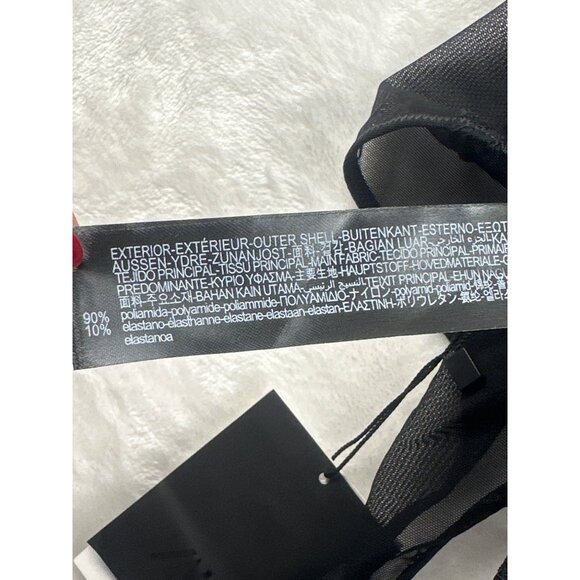 EXTERIOR-EXTÉRIEUR-OUTER SHELL-BUITENKANT-ESTERNO-ΕΞΩΤ
AUSSEN-YDRE-ZUNANJOST-面料-겉감-BAGIAN LUAR-
TEJIDO PRINCIPAL-TISSU PRINCIPAL-MAIN FABRIC-TECIDO PRINCIPAL-PRIMAI
PREDOMINANTE-ΚΥΡΙΟ ΥΦΑΣΜΑ-主要生地-HAUPTSTOFF-HOVEDMATERIALE-
面料-주요소재-BAHAN KAIN UTAMA-النسيج الرئيسي-TEIXIT PRINCIPAL-EHUN NAG
90% poliamida-polyamide-poliammide-ΠΟΛΥΑΜΙΔΙΟ-ナイロン-polyamid-poliamid-
10% elastano-élasthanne-elastane-elastaan-elastan-ΕΛΑΣΤΙΝΗ-ポリウレタン-
elastanoa